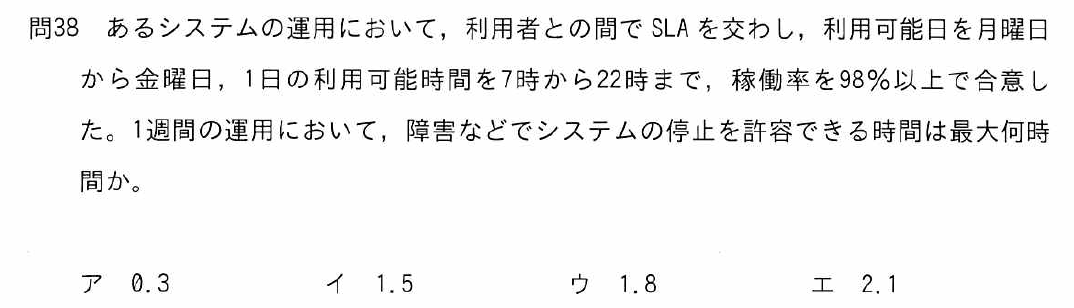 問38　あるシステムの運用において，利用者との間で SLA を交わし，利用可能日を月曜日
から金曜日，1日の利用可能時間を7時から22時まで，稼働率を98％以上で合意し
た。1週間の運用において，障害などでシステムの停止を許容できる時間は最大何時
間か。
ア　0.3　イ　1.5　ウ　1.8　エ　2.1